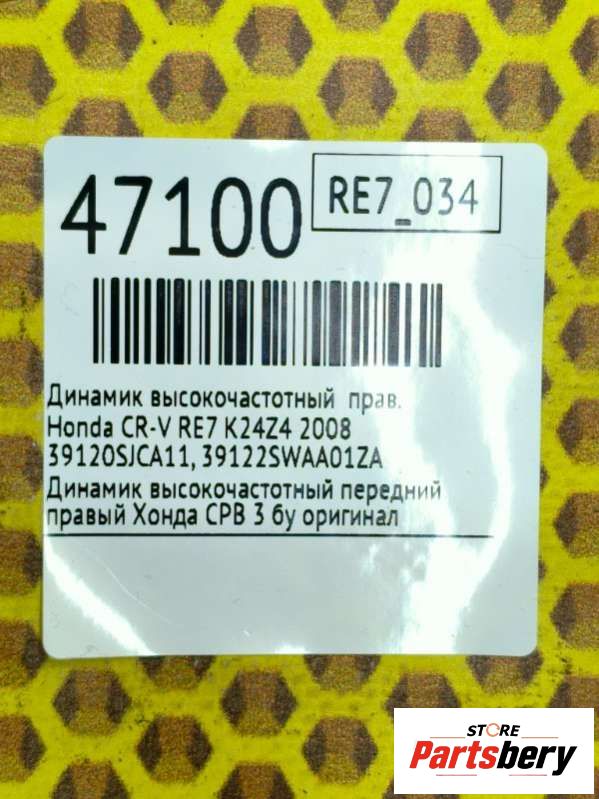 47100
RE7_034
Динамик высокочастотный прав.
Honda CR-V RE7 K24Z4 2008
39120SJCA11, 39122SWAA01ZA
Динамик высокочастотный передний
правый Хонда СРВ 3 бу оригинал
STORE
Partsbery